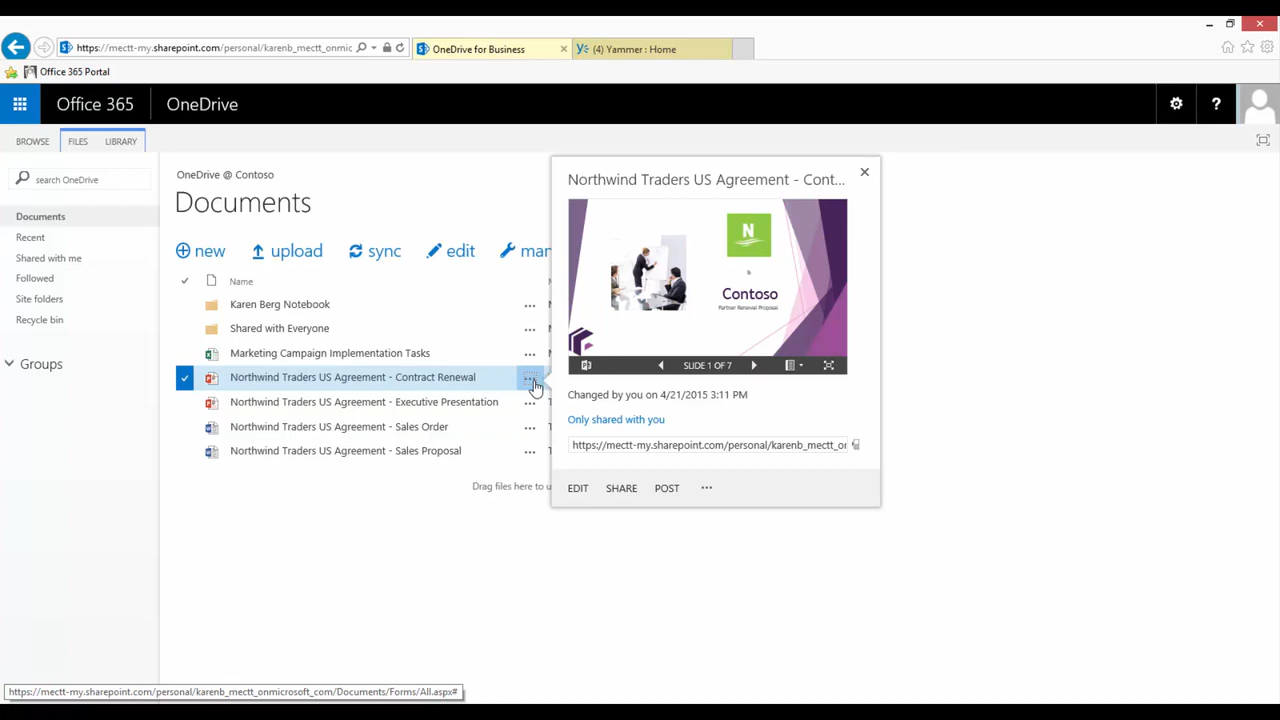 https://mectt-my.sharepoint.com/personal/karenb_mectt_onmic
OneDrive for Business
(4) Yammer : Home
Office 365 Portal
Office 365
OneDrive
?
BROWSE
FILES
LIBRARY
search OneDrive
Documents
Recent
Shared with me
Followed
Site folders
Recycle bin
Groups
OneDrive @ Contoso
Documents
new
upload
sync
edit
man
Name
Karen Berg Notebook
Shared with Everyone
Marketing Campaign Implementation Tasks
Northwind Traders US Agreement - Contract Renewal
Northwind Traders US Agreement - Executive Presentation
Northwind Traders US Agreement - Sales Order
Northwind Traders US Agreement - Sales Proposal
Drag files here to u
Northwind Traders US Agreement - Cont...
N
Contoso
Partner Renewal Proposal
SLIDE 1 OF 7
Changed by you on 4/21/2015 3:11 PM
Only shared with you
https://mectt-my.sharepoint.com/personal/karenb_mectt_on
EDIT
SHARE
POST
https://mectt-my.sharepoint.com/personal/karenb_mectt_onmicrosoft_com/Documents/Forms/All.aspx#